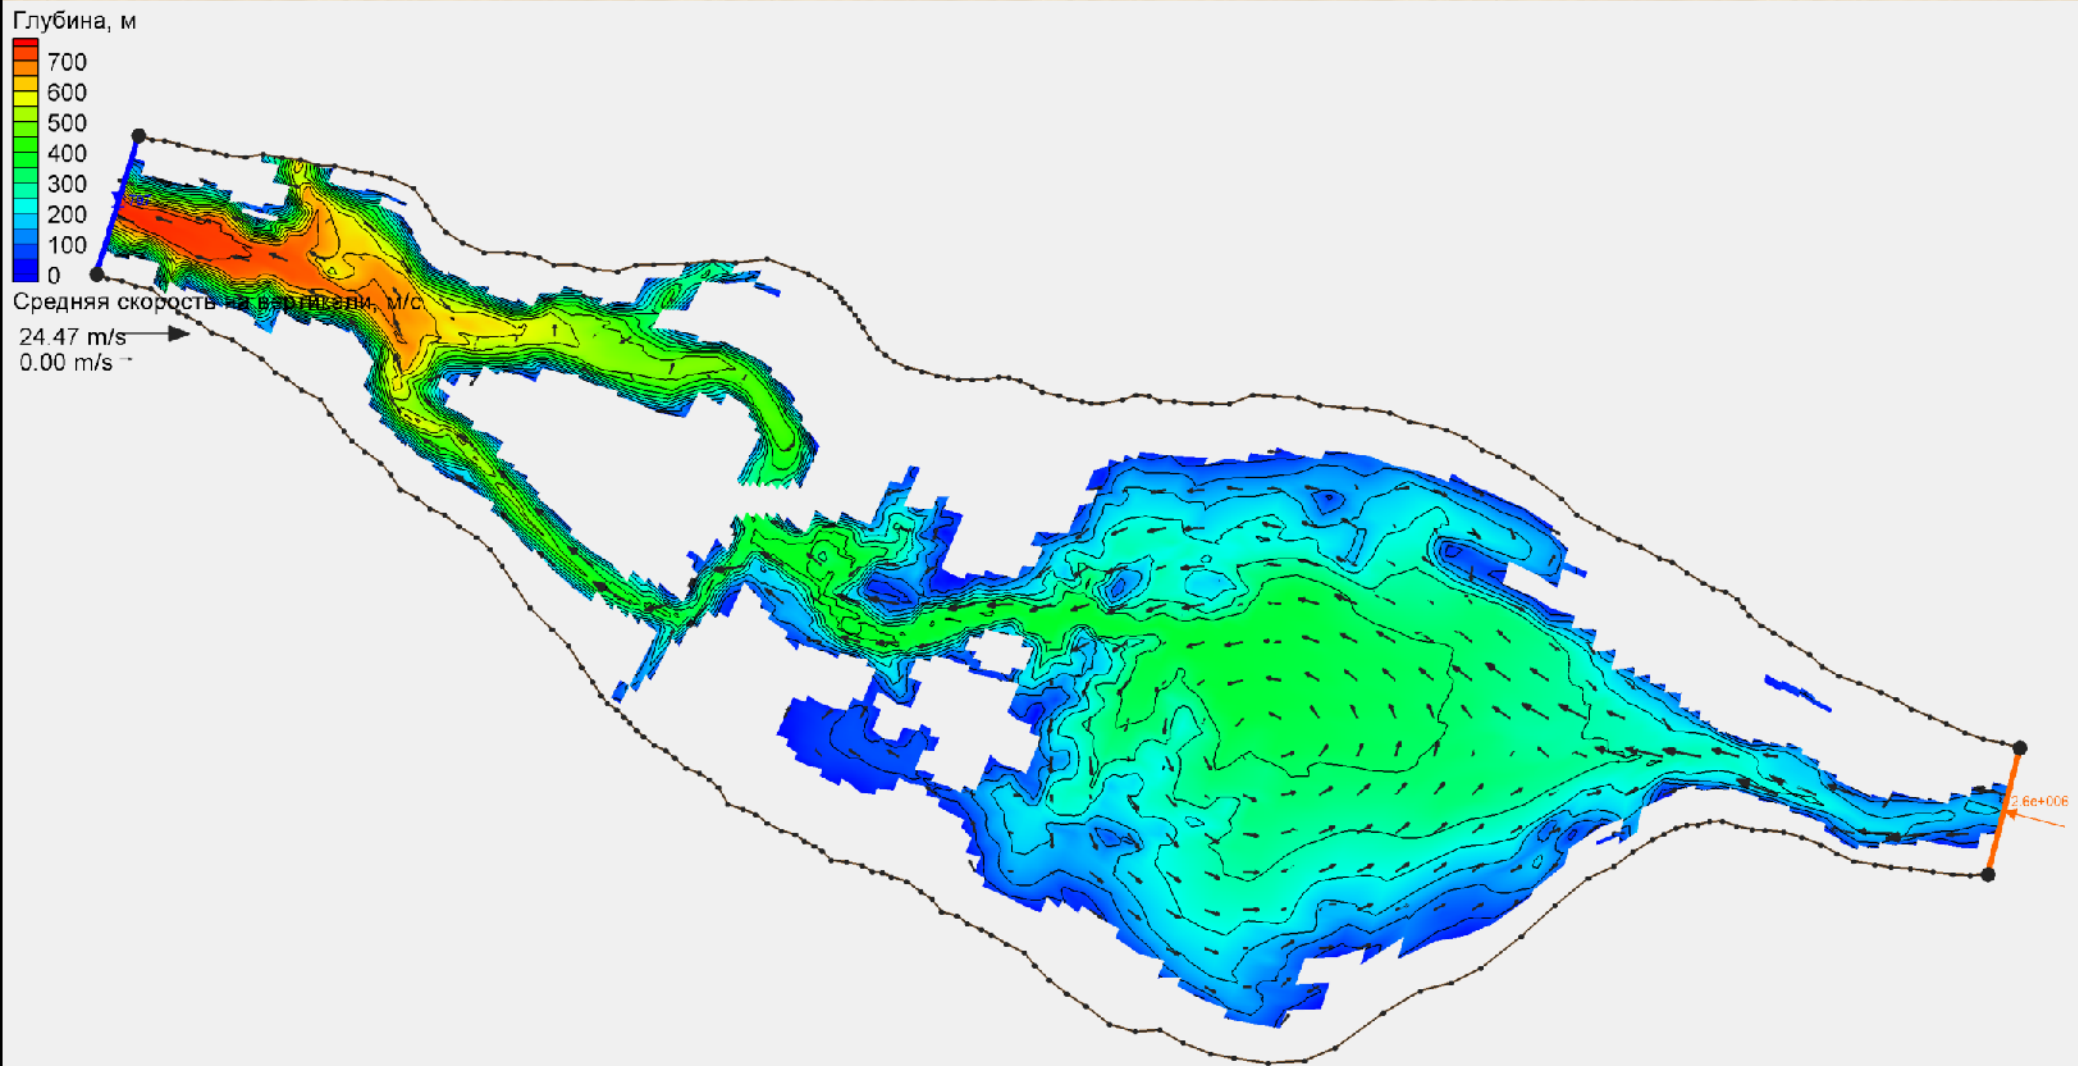 Глубина, м
700
600
500
400
300
200
100
0
Средняя скорость на вертикали, м/с
24.47 m/s
0.00 m/s
2.6e+006